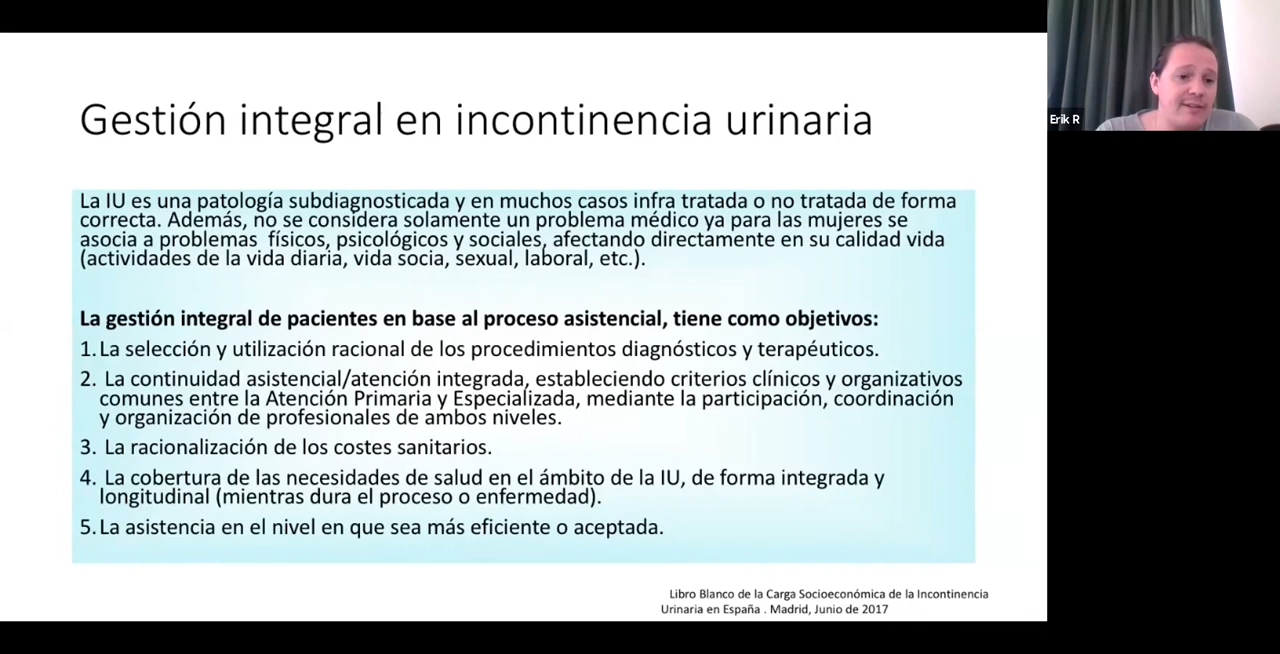 Gestión integral en incontinencia urinaria
Erik R
La IU es una patología subdiagnosticada y en muchos casos infra tratada o no tratada de forma
correcta. Además, no se considera solamente un problema médico ya para las mujeres se
asocia a problemas  físicos, psicológicos y sociales, afectando directamente en su calidad vida
(actividades de la vida diaria, vida socia, sexual, laboral, etc.).
La gestión integral de pacientes en base al proceso asistencial, tiene como objetivos:
1. La selección y utilización racional de los procedimientos diagnósticos y terapéuticos.
2. La continuidad asistencial/atención integrada, estableciendo criterios clínicos y organizativos
comunes entre la Atención Primaria y Especializada, mediante la participación, coordinación
y organización de profesionales de ambos niveles.
3. La racionalización de los costes sanitarios.
4. La cobertura de las necesidades de salud en el ámbito de la IU, de forma integrada y
longitudinal (mientras dura el proceso o enfermedad).
5. La asistencia en el nivel en que sea más eficiente o aceptada.
Libro Blanco de la Carga Socioeconómica de la Incontinencia
Urinaria en España . Madrid, Junio de 2017